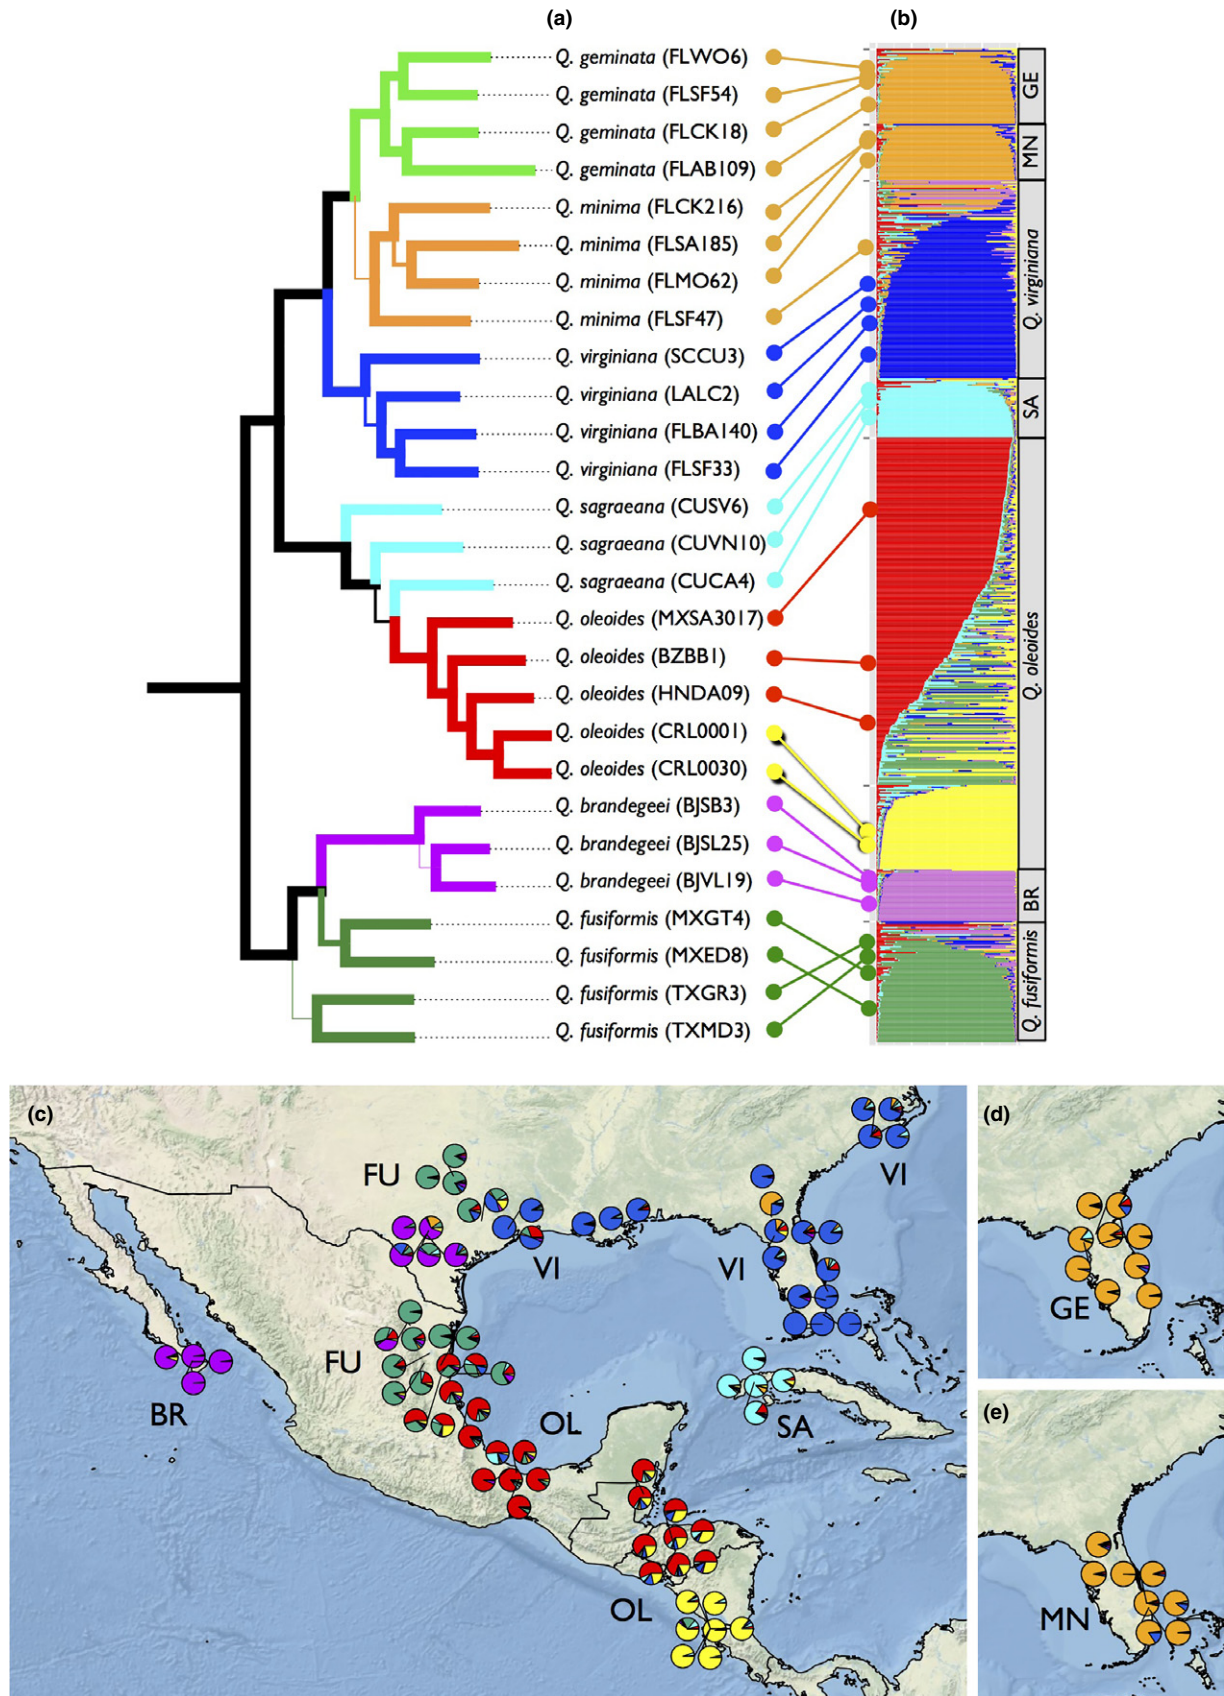 (a)
(b)
Q. geminata (FLWO6)
Q. geminata (FLSF54)
Q. geminata (FLCK18)
Q. geminata (FLAB109)
Q. minima (FLCK216)
Q. minima (FLSA185)
Q. minima (FLMO62)
Q. minima (FLSF47)
Q. virginiana (SCCU3)
Q. virginiana (LALC2)
Q. virginiana (FLBA140)
Q. virginiana (FLSF33)
Q. sagraeana (CUSV6)
Q. sagraeana (CUVN10)
Q. sagraeana (CUCA4)
Q. oleoides (MXSA3017)
Q. oleoides (BZBB1)
Q. oleoides (HNDA09)
Q. oleoides (CRL0001)
Q. oleoides (CRL0030)
Q. brandegeei (BJSB3)
Q. brandegeei (BJSL25)
Q. brandegeei (BJVL19)
Q. fusiformis (MXGT4)
Q. fusiformis (MXED8)
Q. fusiformis (TXGR3)
Q. fusiformis (TXMD3)
GE
MN
Q. virginiana
SA
Q. oleoides
BR
Q. fusiformis
(c)
FU
VI
VI
VI
FU
BR
OL
SA
OL
(d)
GE
(e)
MN